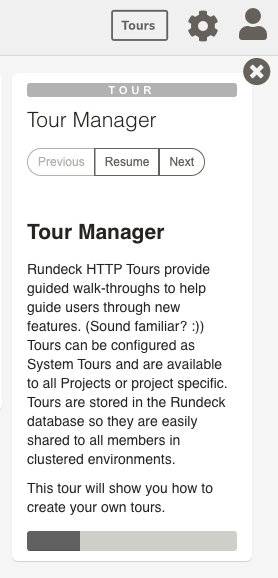 Tours
TOUR
Tour Manager
Previous
Resume
Next
Tour Manager
Rundeck HTTP Tours provide
guided walk-throughs to help
guide users through new
features. (Sound familiar? :))
Tours can be configured as
System Tours and are available
to all Projects or project specific.
Tours are stored in the Rundeck
database so they are easily
shared to all members in
clustered environments.
This tour will show you how to
create your own tours.